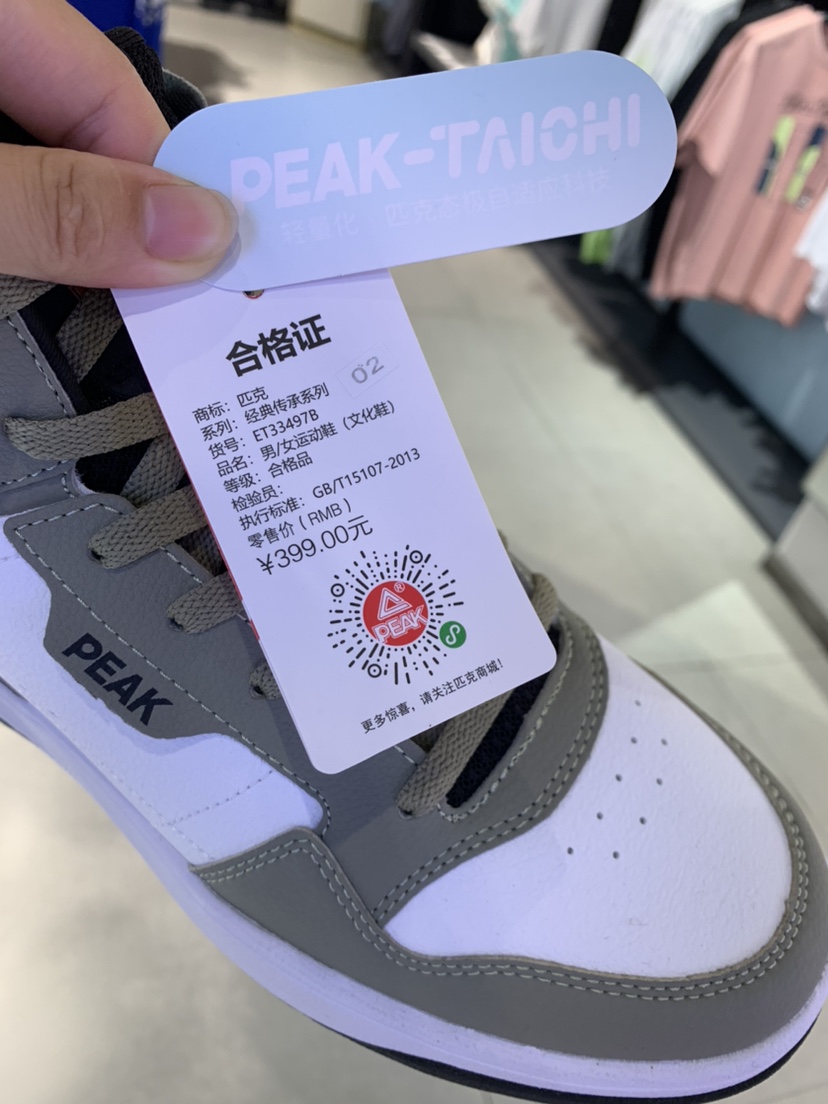 PEAK-TAICHI
轻量化 匹克态极自适应科技
合格证
02
商标：匹克
系列：经典传承系列
货号：ET33497B
品名：男/女运动鞋（文化鞋）
等级：合格品
检验员：
执行标准：GB/T15107-2013
零售价（RMB）
¥399.00元
PEAK
®
更多惊喜，请关注匹克商城！
PEAK